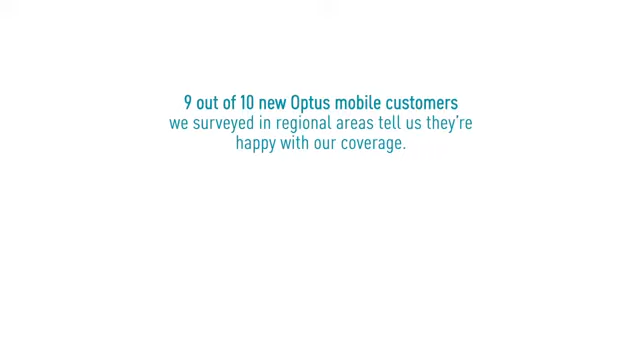 9 out of 10 new Optus mobile customers
we surveyed in regional areas tell us they're
happy with our coverage.